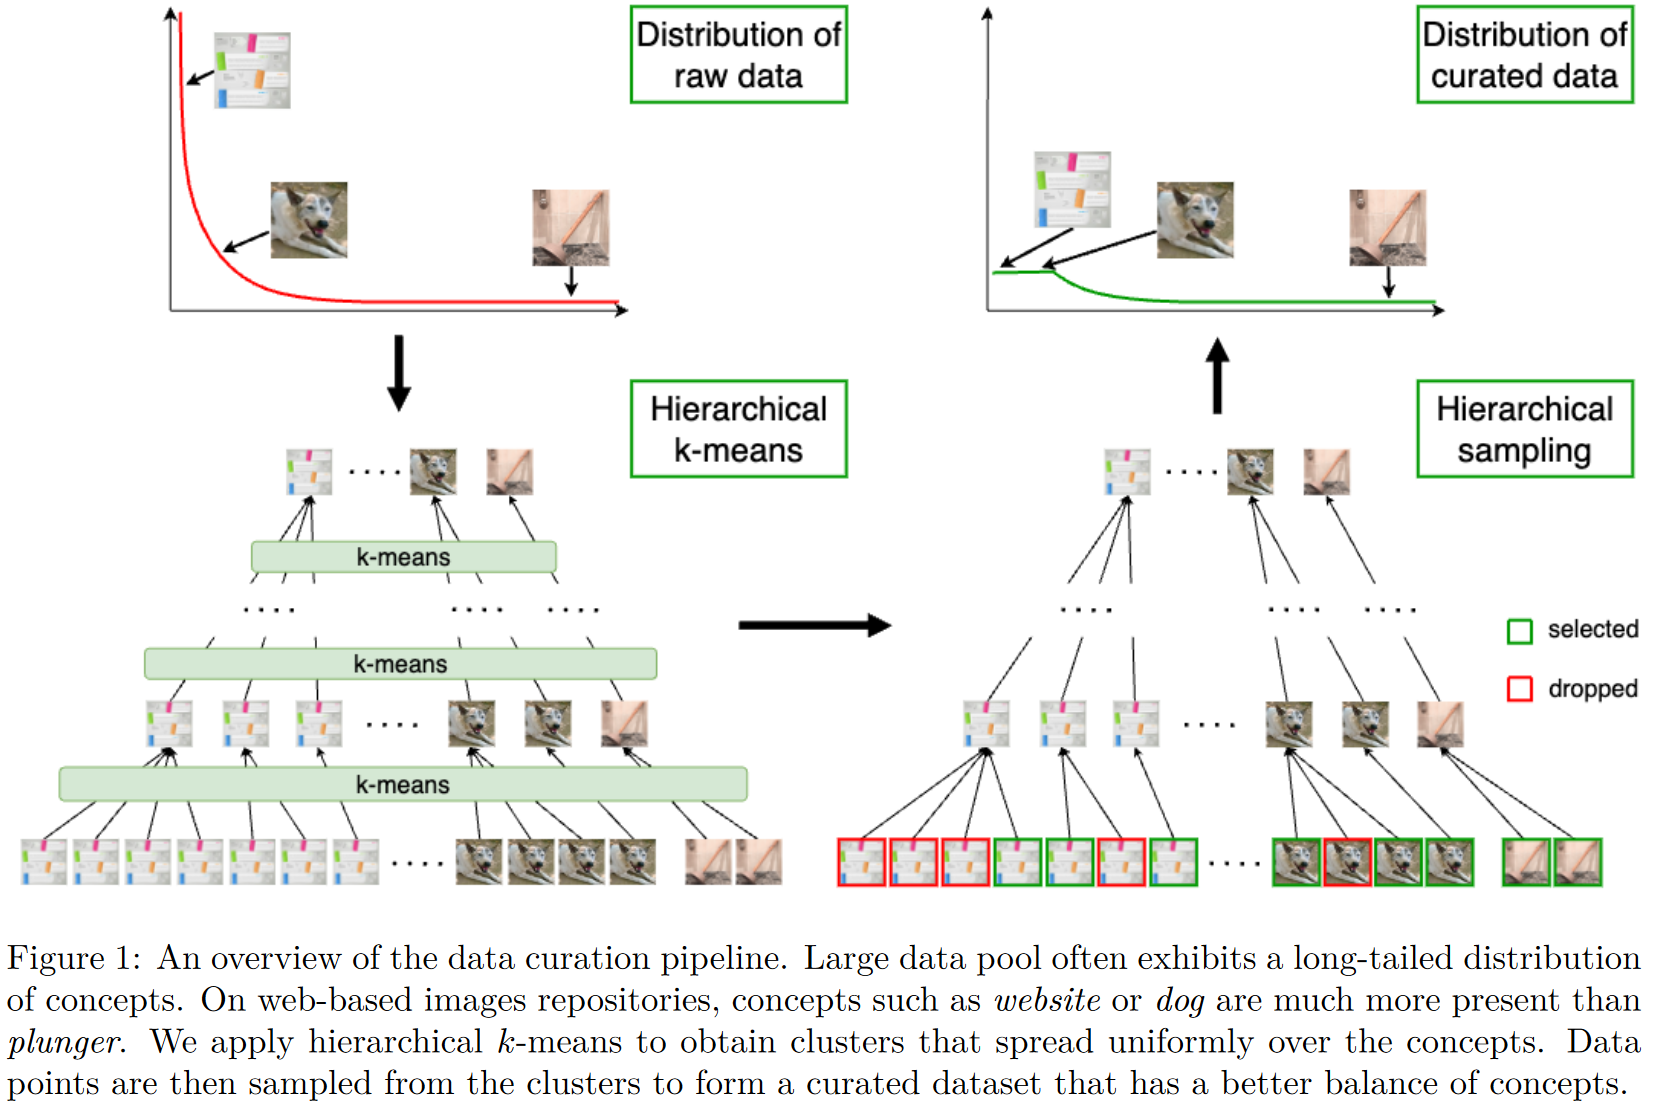 Distribution of
raw data
Distribution of
curated data
Hierarchical
k-means
Hierarchical
sampling
k-means
k-means
k-means
selected
dropped
Figure 1: An overview of the data curation pipeline. Large data pool often exhibits a long-tailed distribution
of concepts. On web-based images repositories, concepts such as website or dog are much more present than
plunger. We apply hierarchical k-means to obtain clusters that spread uniformly over the concepts. Data
points are then sampled from the clusters to form a curated dataset that has a better balance of concepts.